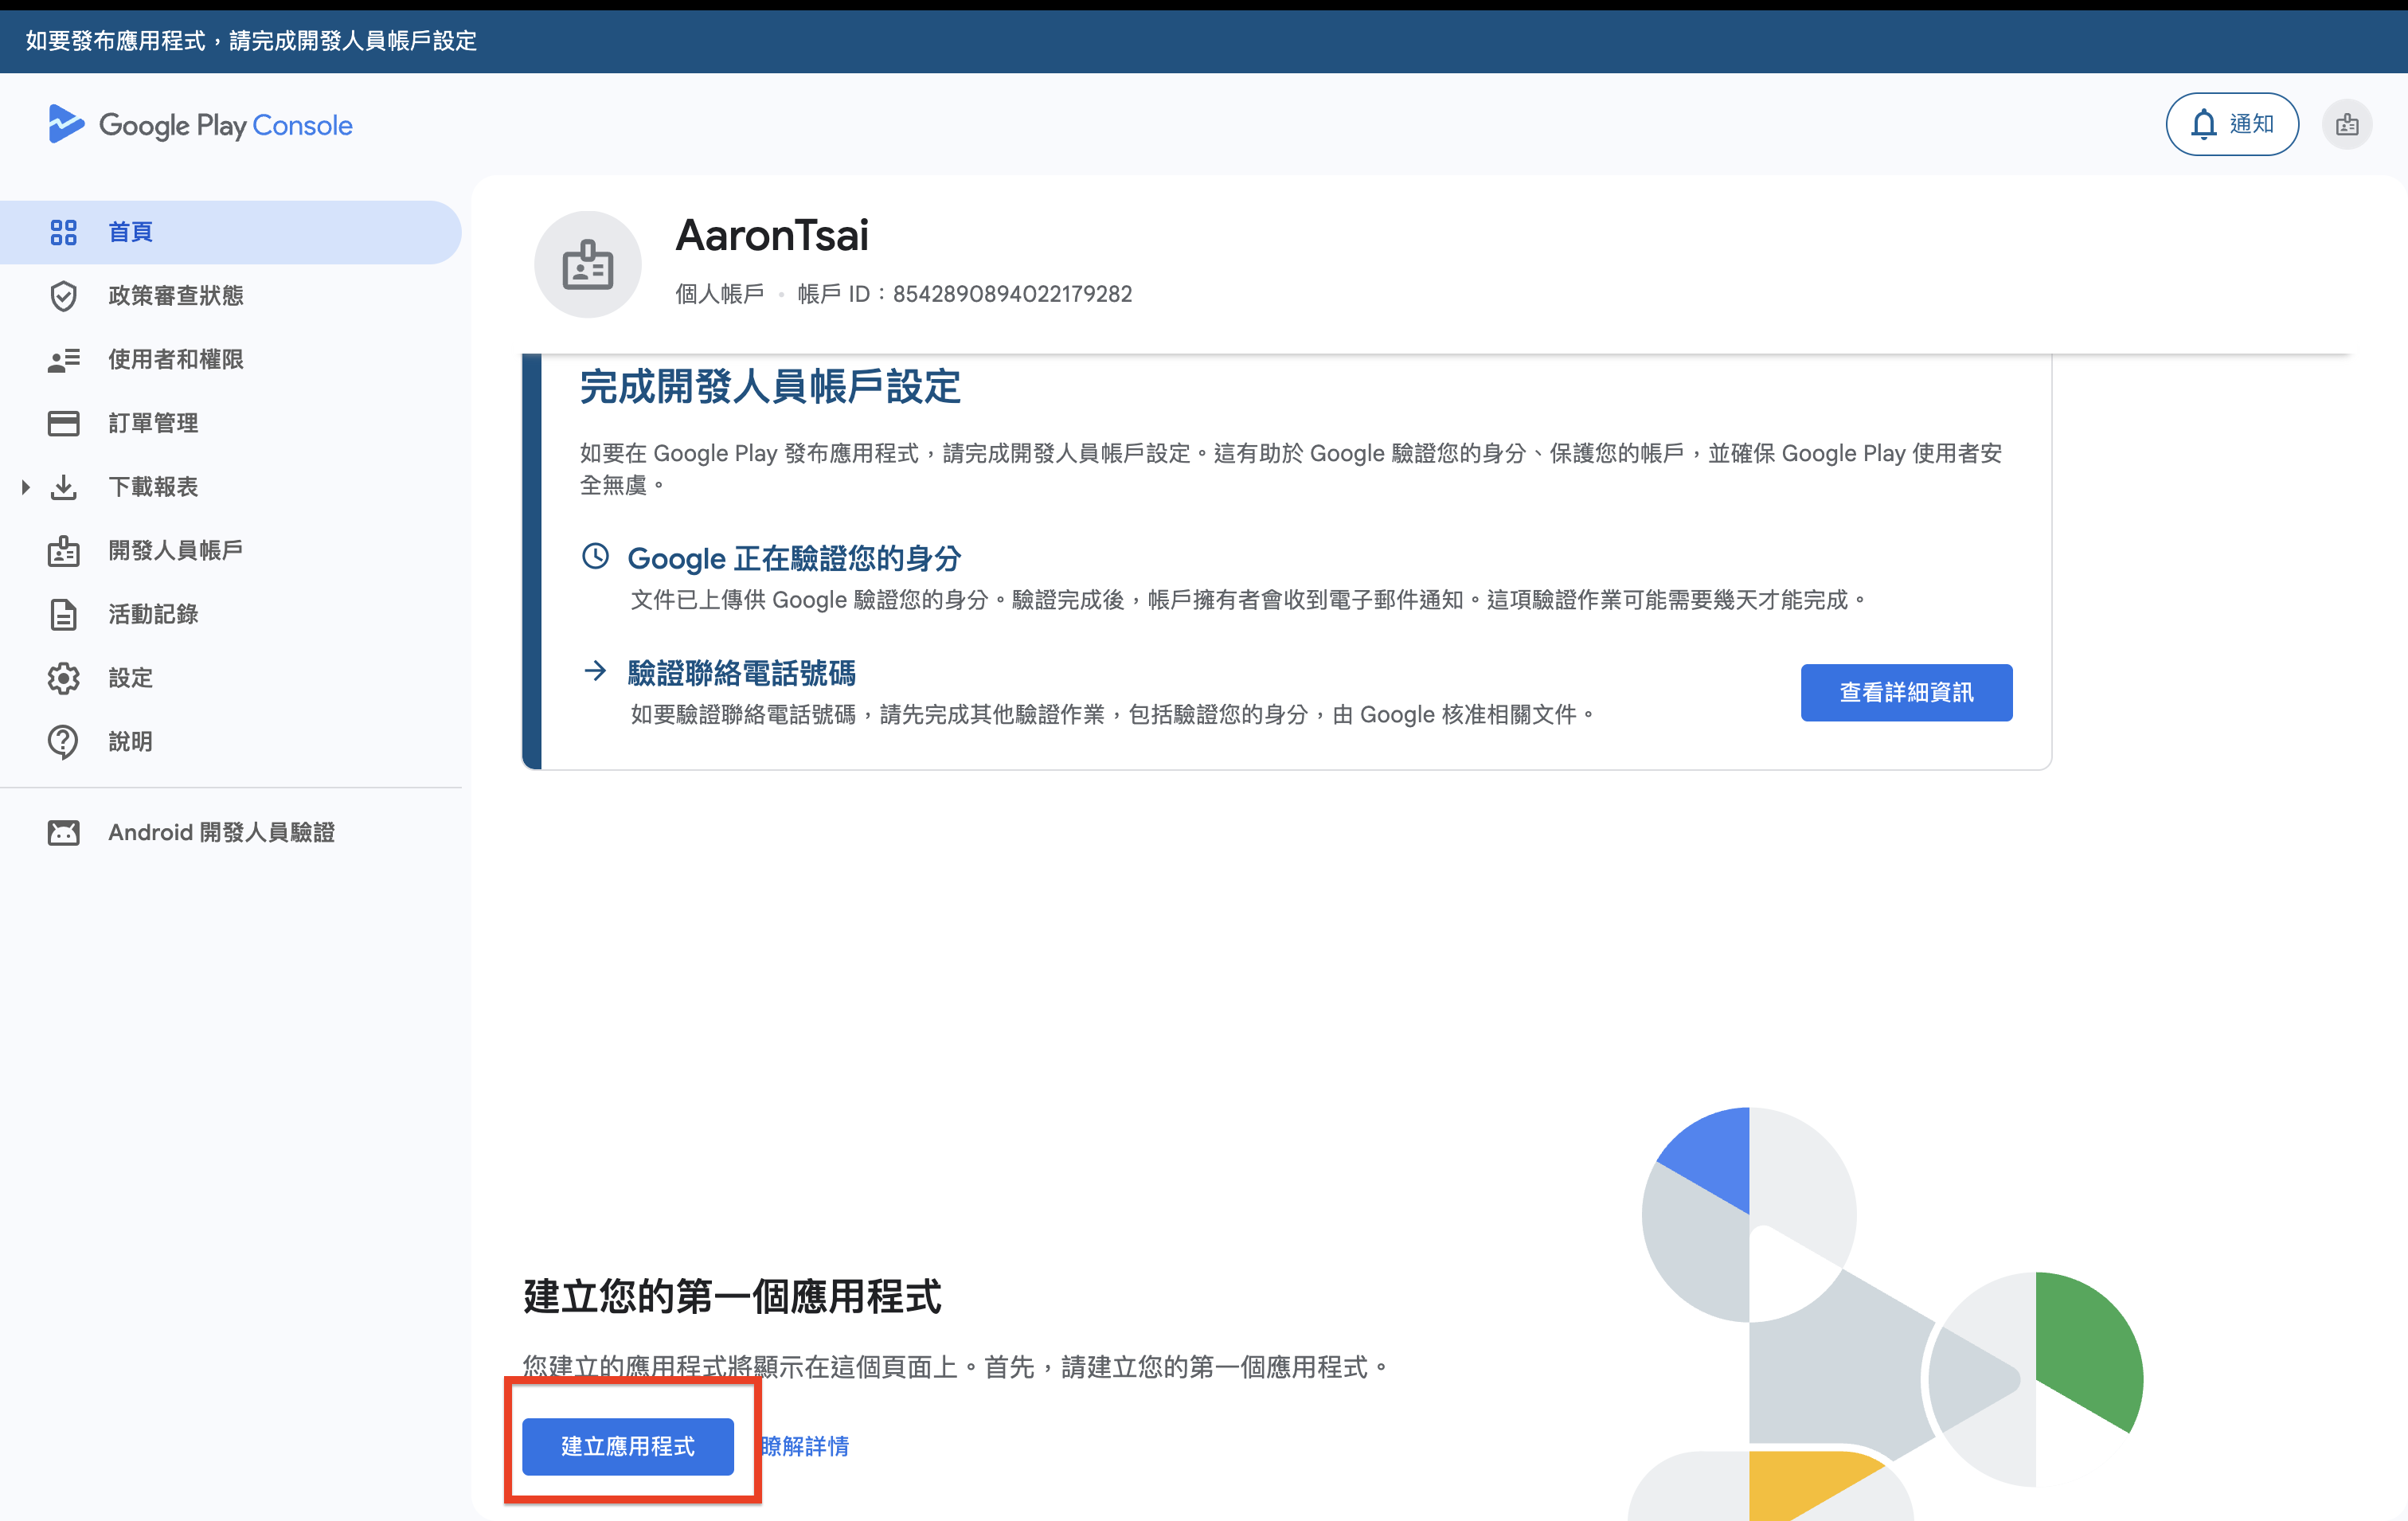 如要發布應用程式，請完成開發人員帳戶設定
Google Play Console
通知
首頁
政策審查狀態
使用者和權限
訂單管理
下載報表
開發人員帳戶
活動記錄
設定
說明
Android 開發人員驗證
AaronTsai
個人帳戶 • 帳戶 ID：8542890894022179282
完成開發人員帳戶設定
如要在 Google Play 發布應用程式，請完成開發人員帳戶設定。這有助於 Google 驗證您的身分、保護您的帳戶，並確保 Google Play 使用者安
全無虞。
Google 正在驗證您的身分
文件已上傳供 Google 驗證您的身分。驗證完成後，帳戶擁有者會收到電子郵件通知。這項驗證作業可能需要幾天才能完成。
驗證聯絡電話號碼
如要驗證聯絡電話號碼，請先完成其他驗證作業，包括驗證您的身分，由 Google 核准相關文件。
查看詳細資訊
建立您的第一個應用程式
您建立的應用程式將顯示在這個頁面上。首先，請建立您的第一個應用程式。
建立應用程式
瞭解詳情